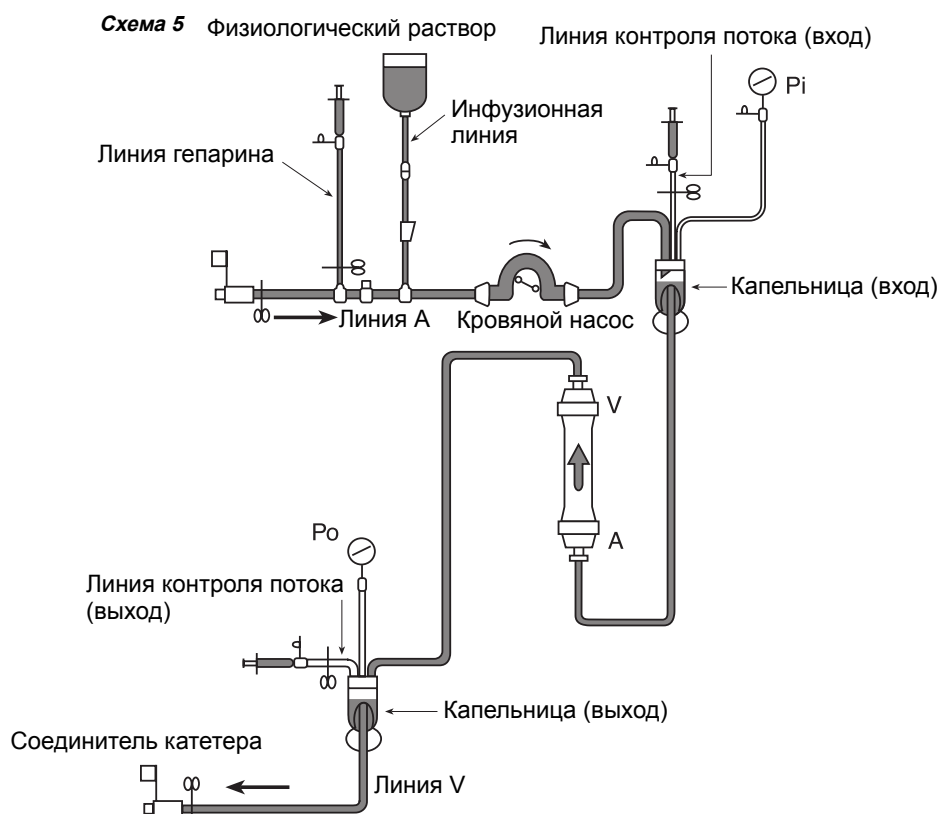 Схема 5 Физиологический раствор
Линия контроля потока (вход)
Pi
Инфузионная
линия
Линия гепарина
Капельница (вход)
Линия А
Кровяной насос
V
A
Po
Линия контроля потока
(выход)
Капельница (выход)
Соединитель катетера
Линия V